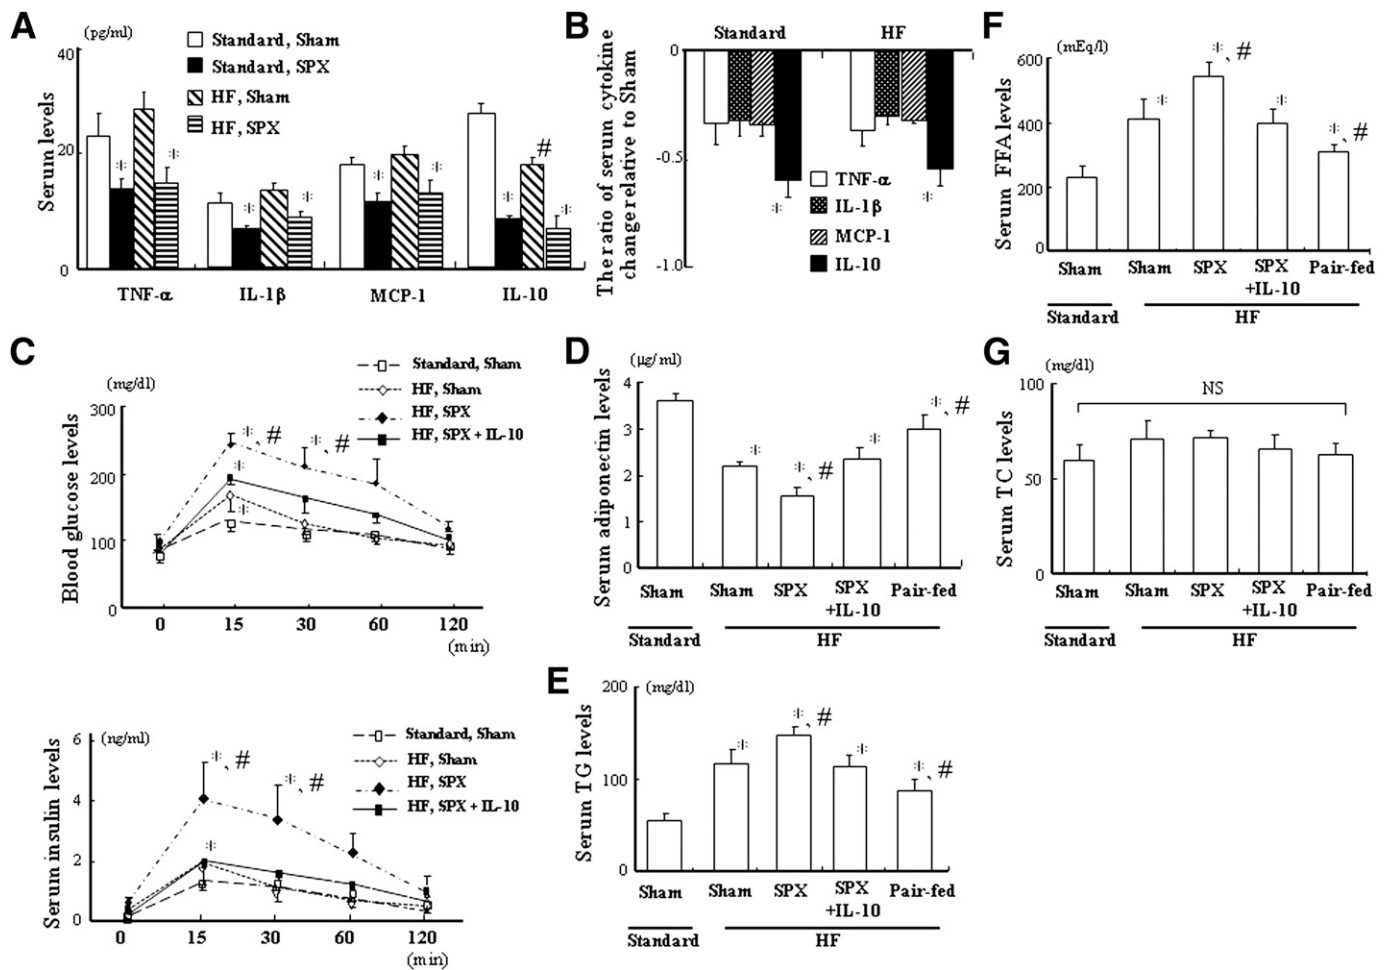 A
(pg/ml)
Standard, Sham
Standard, SPX
HF, Sham
HF, SPX
Serum levels
40
20
0
* * * * * * # * *
TNF-α IL-1β MCP-1 IL-10
B
Standard HF
The ratio of serum cytokine
change relative to Sham
0
-0.5
-1.0
* *
TNF-α
IL-1β
MCP-1
IL-10
C
(mg/dl)
Standard, Sham
HF, Sham
HF, SPX
HF, SPX + IL-10
Blood glucose levels
300
200
100
0
*, # *, #
*
*
0 15 30 60 120
(min)
(ng/ml)
Standard, Sham
HF, Sham
HF, SPX
HF, SPX + IL-10
Serum insulin levels
6
4
2
0
*, # *, #
*
0 15 30 60 120
(min)
D
(μg/ml)
Serum adiponectin levels
4
3
2
1
0
* *, # * *, #
Sham Sham SPX SPX Pair-fed
+IL-10
Standard HF
E
(mg/dl)
Serum TG levels
200
100
0
* *, # * *, #
Sham Sham SPX SPX Pair-fed
+IL-10
Standard HF
F
(mEq/l)
Serum FFA levels
600
400
200
0
* *, # * *, #
Sham Sham SPX SPX Pair-fed
+IL-10
Standard HF
G
(mg/dl)
Serum TC levels
100
50
0
NS
Sham Sham SPX SPX Pair-fed
+IL-10
Standard HF